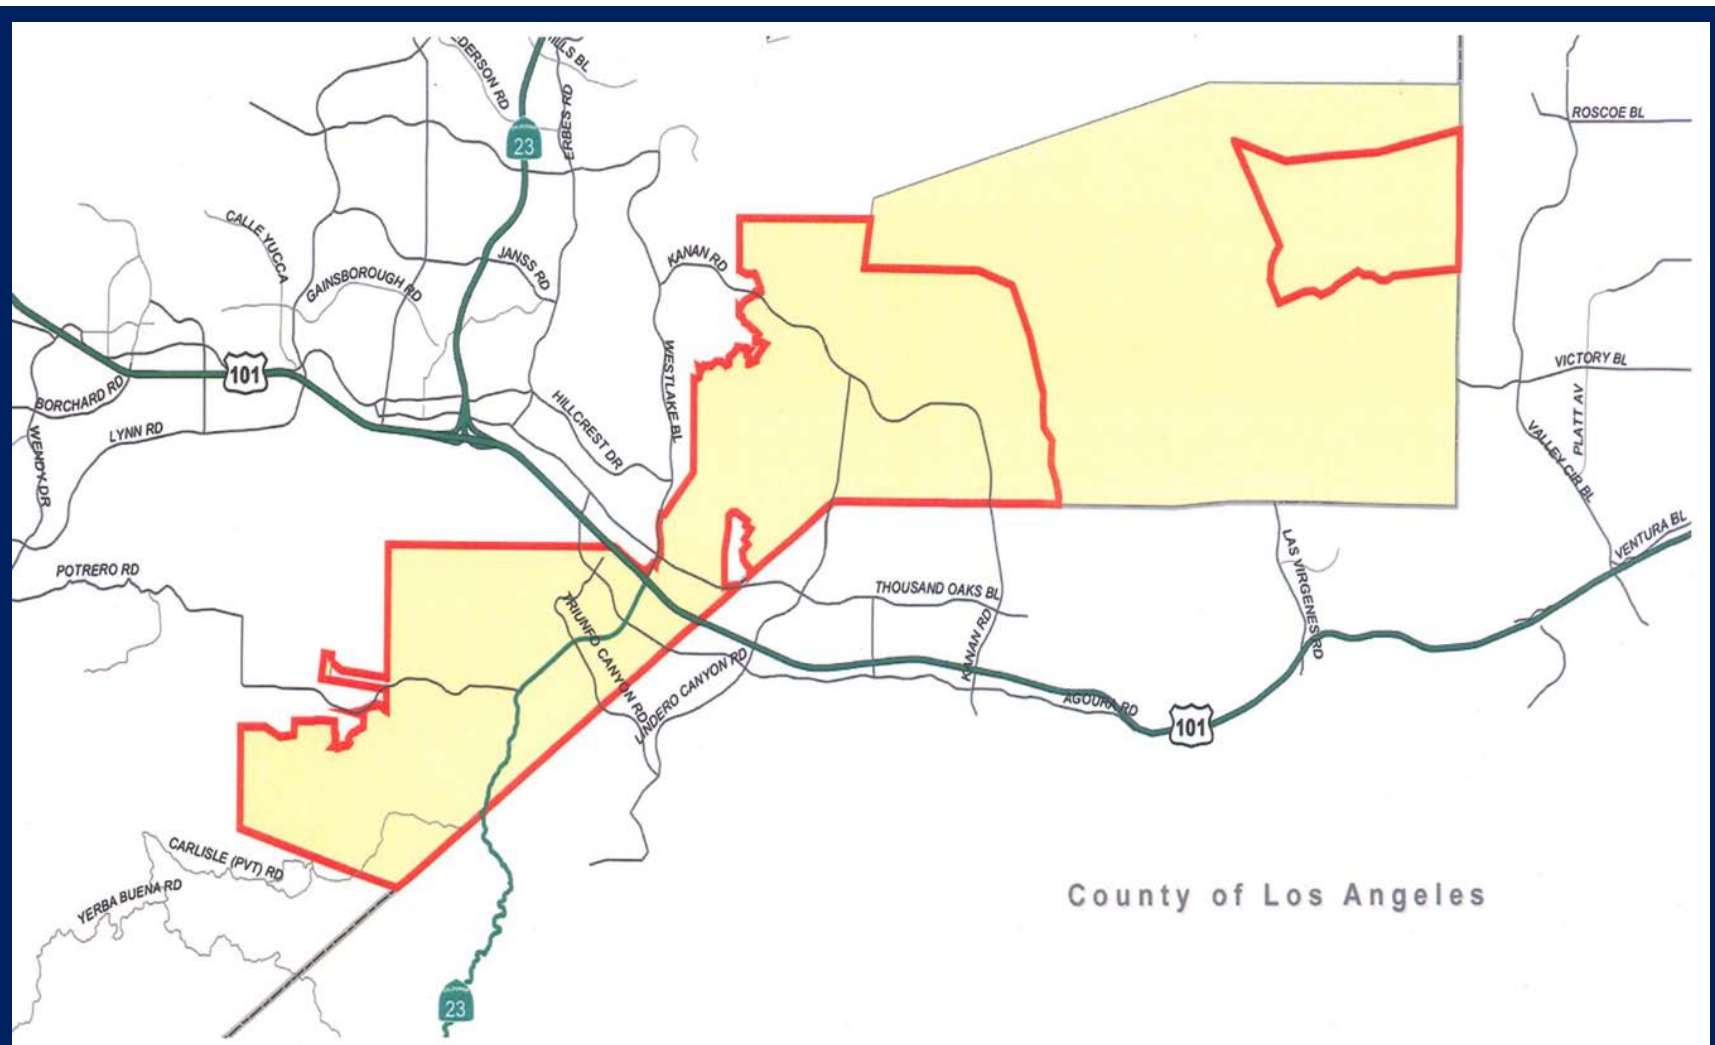 HILLS BL
23
ERBES RD
ROSCOE BL
CALLE YUCCA
JANSS RD
KANAN RD
GAINSBOROUGH RD
101
VICTORY BL
WESTLAKE BL
BORCHARD RD
HILLCREST DR
PLATT AV
LYNN RD
WENDY DR
VALLEY CIR BL
VENTURA BL
POTRERO RD
LAS VIRGENES RD
THOUSAND OAKS BL
TRIUNFO CANYON RD
KANAN RD
LINDERO CANYON RD
AGOURA RD
101
CARLISLE (PVT) RD
YERBA BUENA RD
County of Los Angeles
23